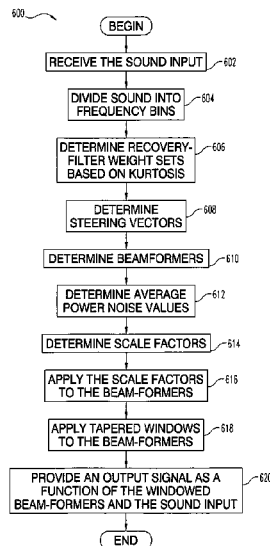 600
BEGIN
RECEIVE THE SOUND INPUT
602
DIVIDE SOUND INTO
FREQUENCY BINS
604
DETERMINE RECOVERY-
FILTER WEIGHT SETS
BASED ON KURTOSIS
606
DETERMINE
STEERING VECTORS
608
DETERMINE BEAMFORMERS
610
DETERMINE AVERAGE
POWER NOISE VALUES
612
DETERMINE SCALE FACTORS
614
APPLY THE SCALE FACTORS
TO THE BEAM-FORMERS
616
APPLY TAPERED WINDOWS
TO THE BEAM-FORMERS
618
PROVIDE AN OUTPUT SIGNAL AS A
FUNCTION OF THE WINDOWED
BEAM-FORMERS AND THE SOUND INPUT
620
END